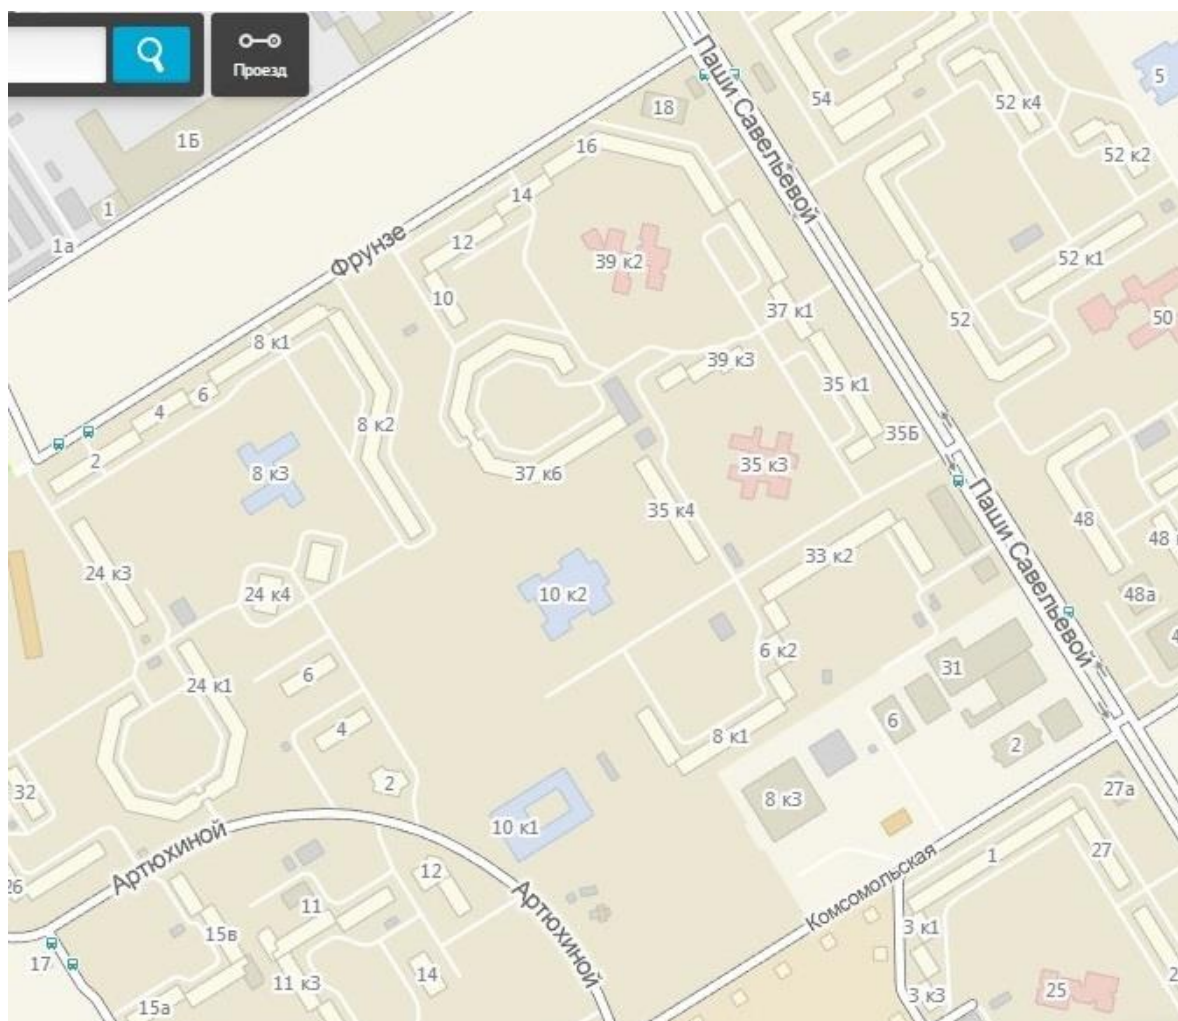 Проезд
5
52 к4
54
18
1Б
52 к2
Паши Савельевой
16
14
1
1а
12
Фрунзе
39 к2
52 к1
10
37 к1
50
52
8 к1
39 к3
35 к1
6
4
8 к2
35Б
2
8 к3
37 к6
35 к3
35 к4
48
Паши Савельевой
48
33 к2
24 к3
24 к4
10 к2
48а
6 к2
6
24 к1
31
4
8 к1
6
2
2
32
8 к3
27а
10 к1
Артюхиной
1
27
12
Комсомольская
26
Артюхиной
11
15в
3 к1
17
14
11 к3
25
3 к3
15а